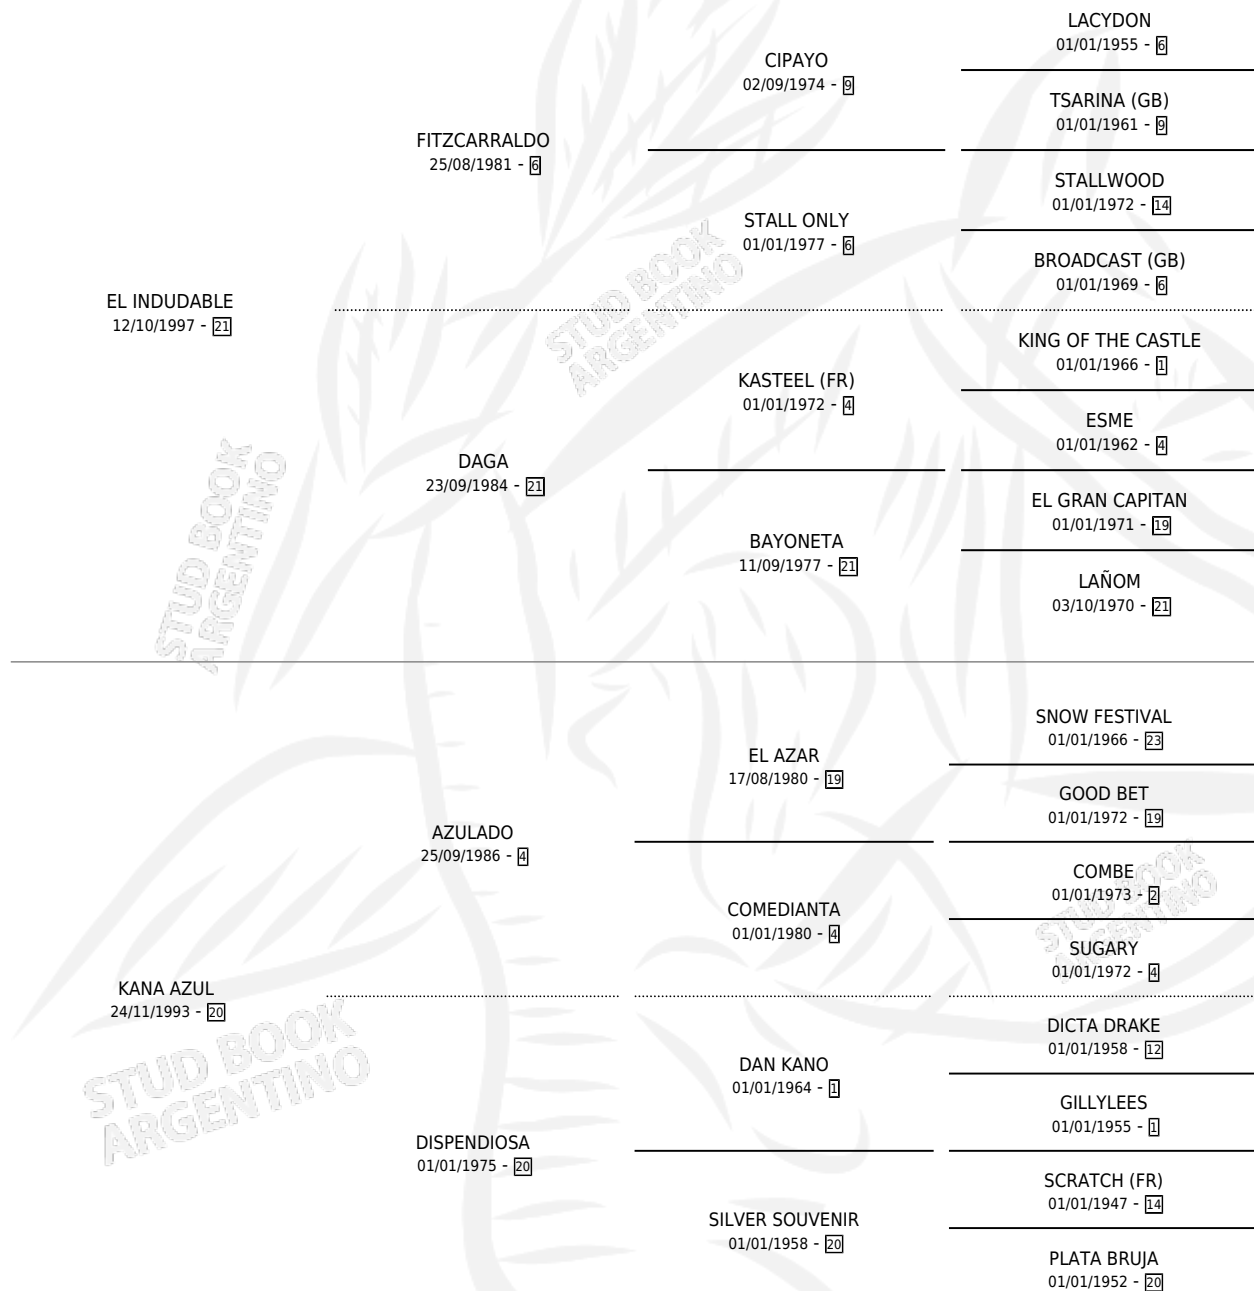 LACYDON
01/01/1955 - 6
CIPAYO
02/09/1974 - 9
TSARINA (GB)
01/01/1961 - 9
FITZCARRALDO
25/08/1981 - 6
STALLWOOD
01/01/1972 - 14
STALL ONLY
01/01/1977 - 6
BROADCAST (GB)
01/01/1969 - 6
EL INDUDABLE
12/10/1997 - 21
KING OF THE CASTLE
01/01/1966 - 1
KASTEEL (FR)
01/01/1972 - 4
ESME
01/01/1962 - 4
DAGA
23/09/1984 - 21
EL GRAN CAPITAN
01/01/1971 - 19
BAYONETA
11/09/1977 - 21
LAÑOM
03/10/1970 - 21
SNOW FESTIVAL
01/01/1966 - 23
EL AZAR
17/08/1980 - 19
GOOD BET
01/01/1972 - 19
AZULADO
25/09/1986 - 4
COMBE
01/01/1973 - 2
COMEDIANTA
01/01/1980 - 4
SUGARY
01/01/1972 - 4
KANA AZUL
24/11/1993 - 20
DICTA DRAKE
01/01/1958 - 12
DAN KANO
01/01/1964 - 1
GILLYLEES
01/01/1955 - 1
DISPENDIOSA
01/01/1975 - 20
SCRATCH (FR)
01/01/1947 - 14
SILVER SOUVENIR
01/01/1958 - 20
PLATA BRUJA
01/01/1952 - 20
STUD BOOK
ARGENTINO
STUD BOOK
ARGENTINO
STUD BOOK
ARGENTINO
STUD BOOK
ARGENTINO